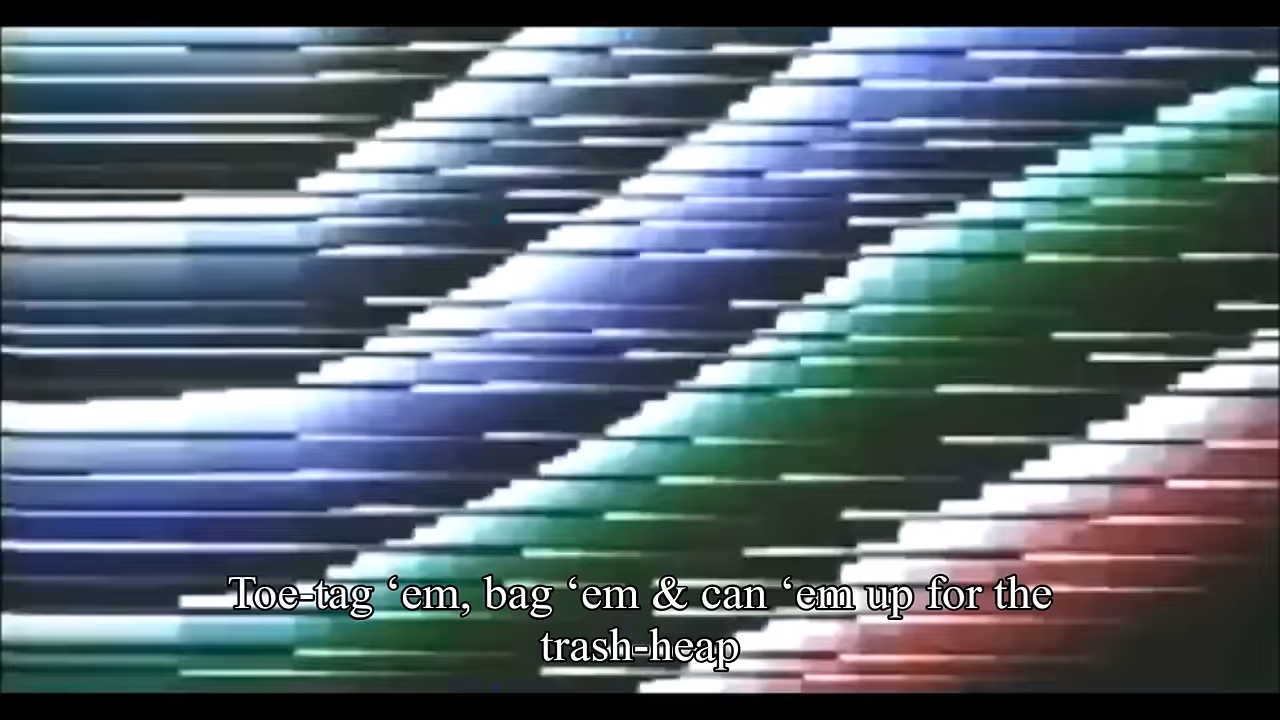 Toe-tag ‘em, bag ‘em & can ‘em up for the
trash-heap